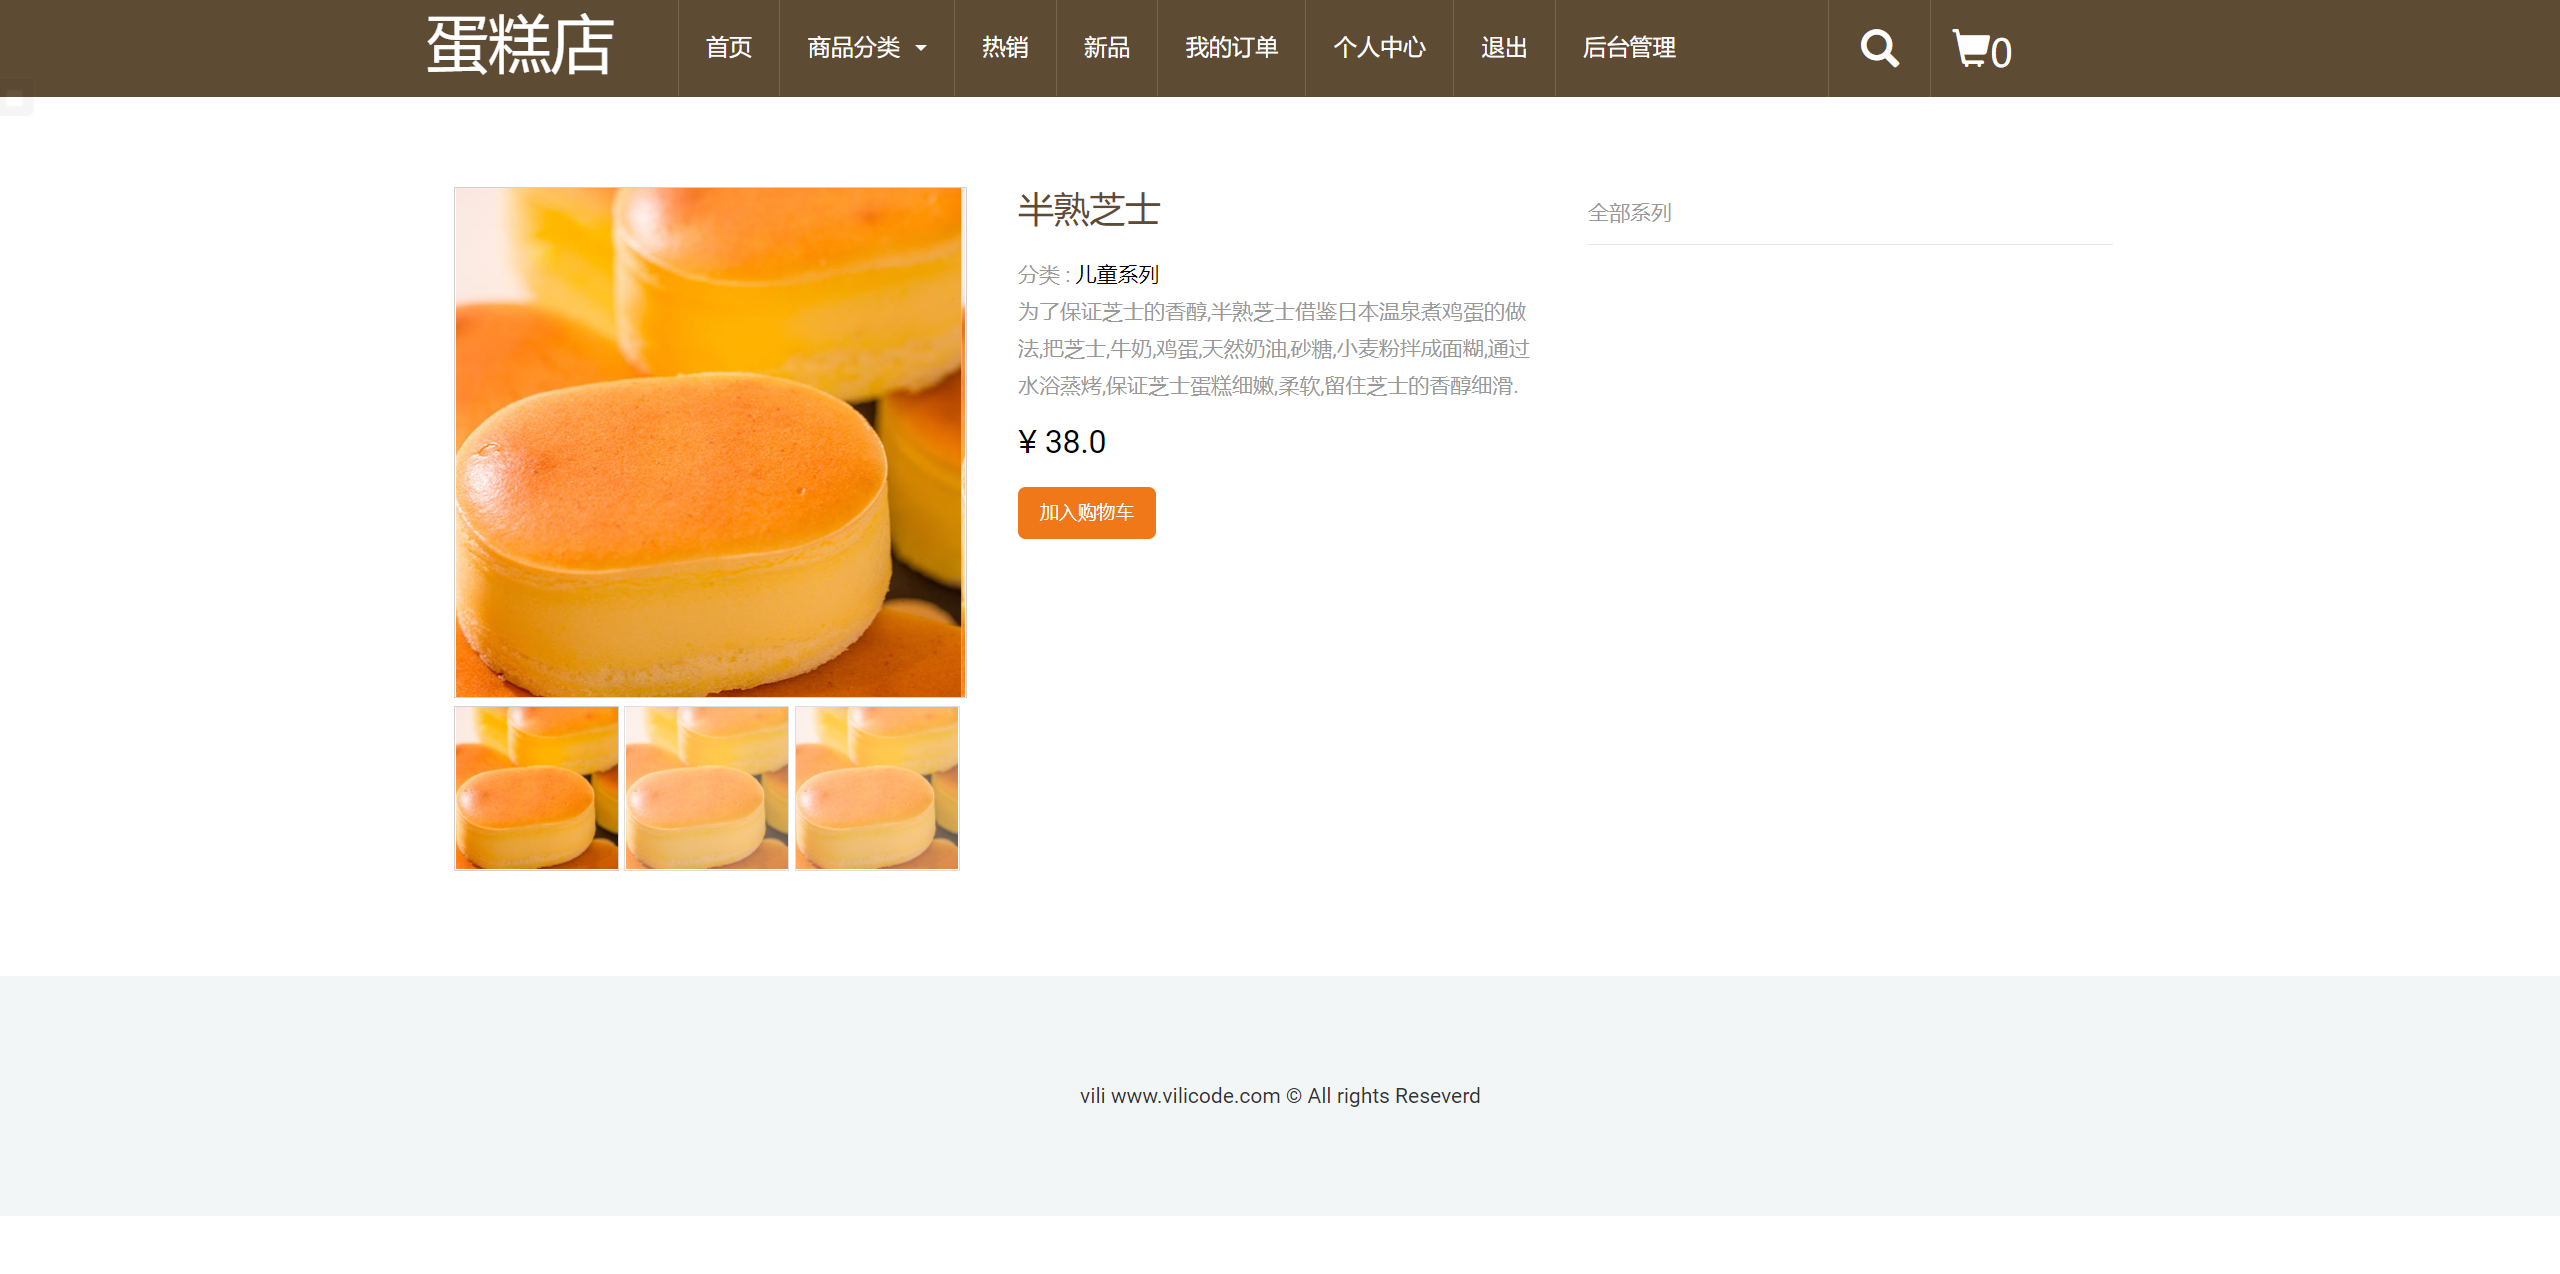 蛋糕店
首页
商品分类
热销
新品
我的订单
个人中心
退出
后台管理
0
半熟芝士
全部系列
分类 : 儿童系列
为了保证芝士的香醇,半熟芝士借鉴日本温泉煮鸡蛋的做
法,把芝士,牛奶,鸡蛋,天然奶油,砂糖,小麦粉拌成面糊,通过
水浴蒸烤,保证芝士蛋糕细嫩,柔软,留住芝士的香醇细滑.
¥ 38.0
加入购物车
vili www.vilicode.com © All rights Reseverd